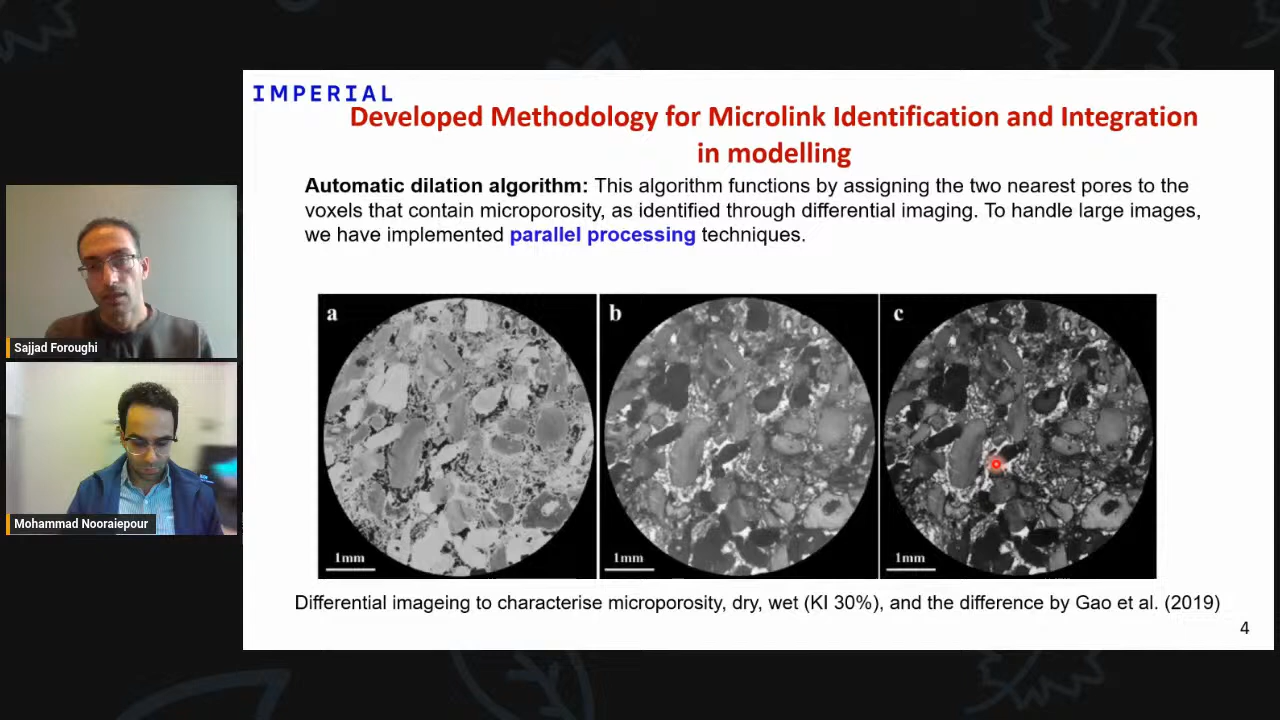 IMPERIAL
Developed Methodology for Microlink Identification and Integration
in modelling
Automatic dilation algorithm: This algorithm functions by assigning the two nearest pores to the
voxels that contain microporosity, as identified through differential imaging. To handle large images,
we have implemented parallel processing techniques.
a
b
c
1mm
1mm
1mm
Differential imageing to characterise microporosity, dry, wet (KI 30%), and the difference by Gao et al. (2019)
4
Sajjad Foroughi
Mohammad Nooraiepour